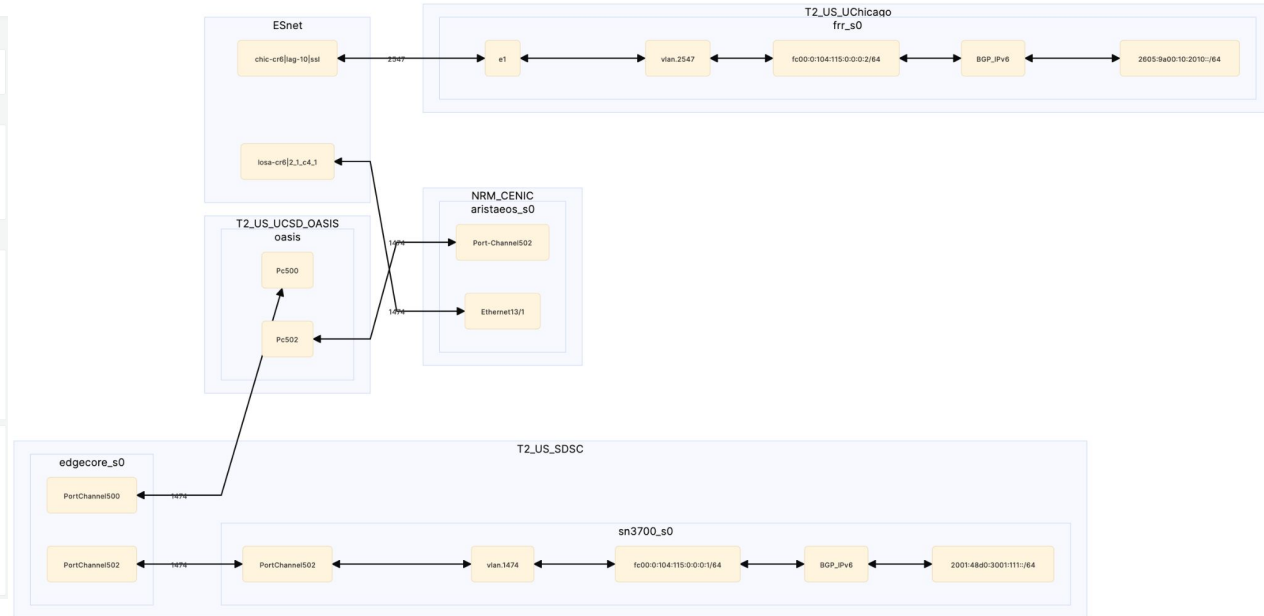 T2_US_UChicago
frr_s0
ESnet
chic-cr6|lag-10|ssl
2547
e1
vlan.2547
fc00:0:104:115:0:0:0:2/64
BGP_IPv6
2605:9a00:10:2010::/64
losa-cr6|2_1_c4_1
NRM_CENIC
aristaeos_s0
T2_US_UCSD_OASIS
oasis
1474
Port-Channel502
Pc500
1474
Ethernet13/1
Pc502
T2_US_SDSC
edgecore_s0
PortChannel500
1474
sn3700_s0
PortChannel502
1474
PortChannel502
vlan.1474
fc00:0:104:115:0:0:0:1/64
BGP_IPv6
2001:48d0:3001:111::/64